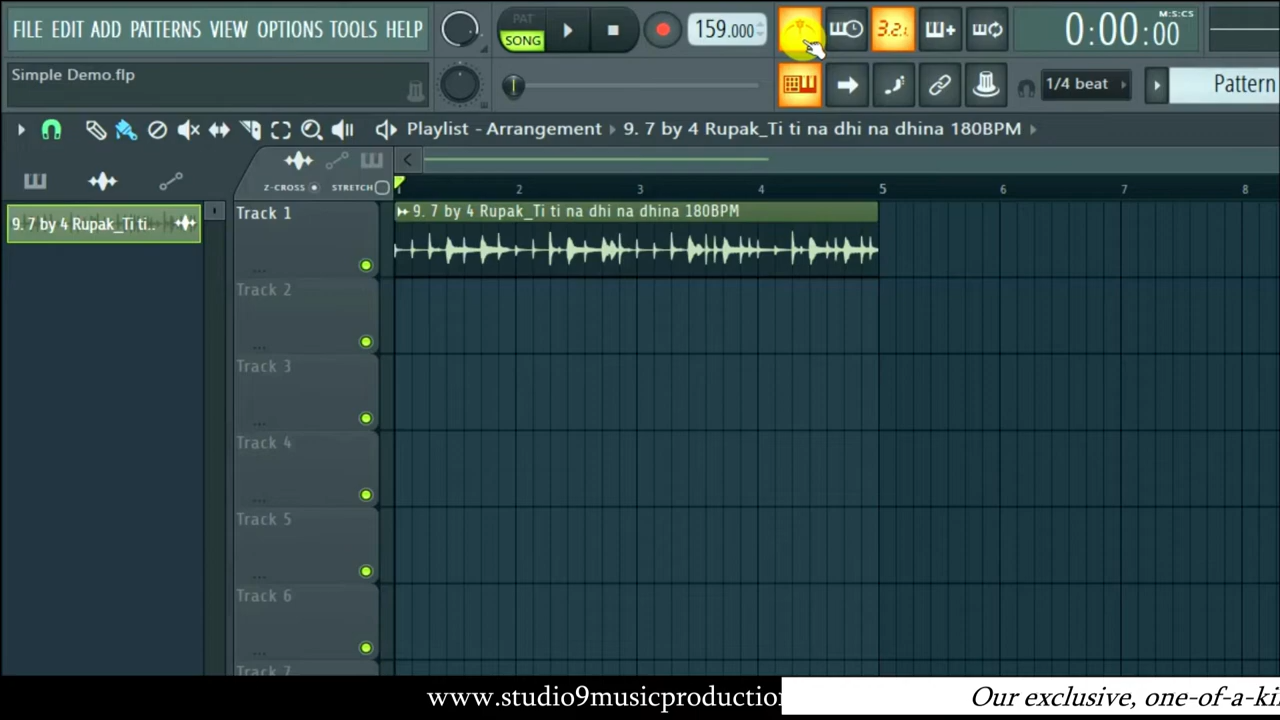 FILE EDIT ADD PATTERNS VIEW OPTIONS TOOLS HELP
PAT
SONG
159.000
3.2.
M:S:CS
0:00:00
Simple Demo.flp
1/4 beat
Pattern
Playlist - Arrangement 9. 7 by 4 Rupak_Ti ti na dhi na dhina 180BPM
Z-CROSS
STRETCH
1 2 3 4 5 6 7 8
9. 7 by 4 Rupak_Ti ti..
Track 1
9. 7 by 4 Rupak_Ti ti na dhi na dhina 180BPM
Track 2
Track 3
Track 4
Track 5
Track 6
Track 7
www.studio9musicproduction
Our exclusive, one-of-a-ki